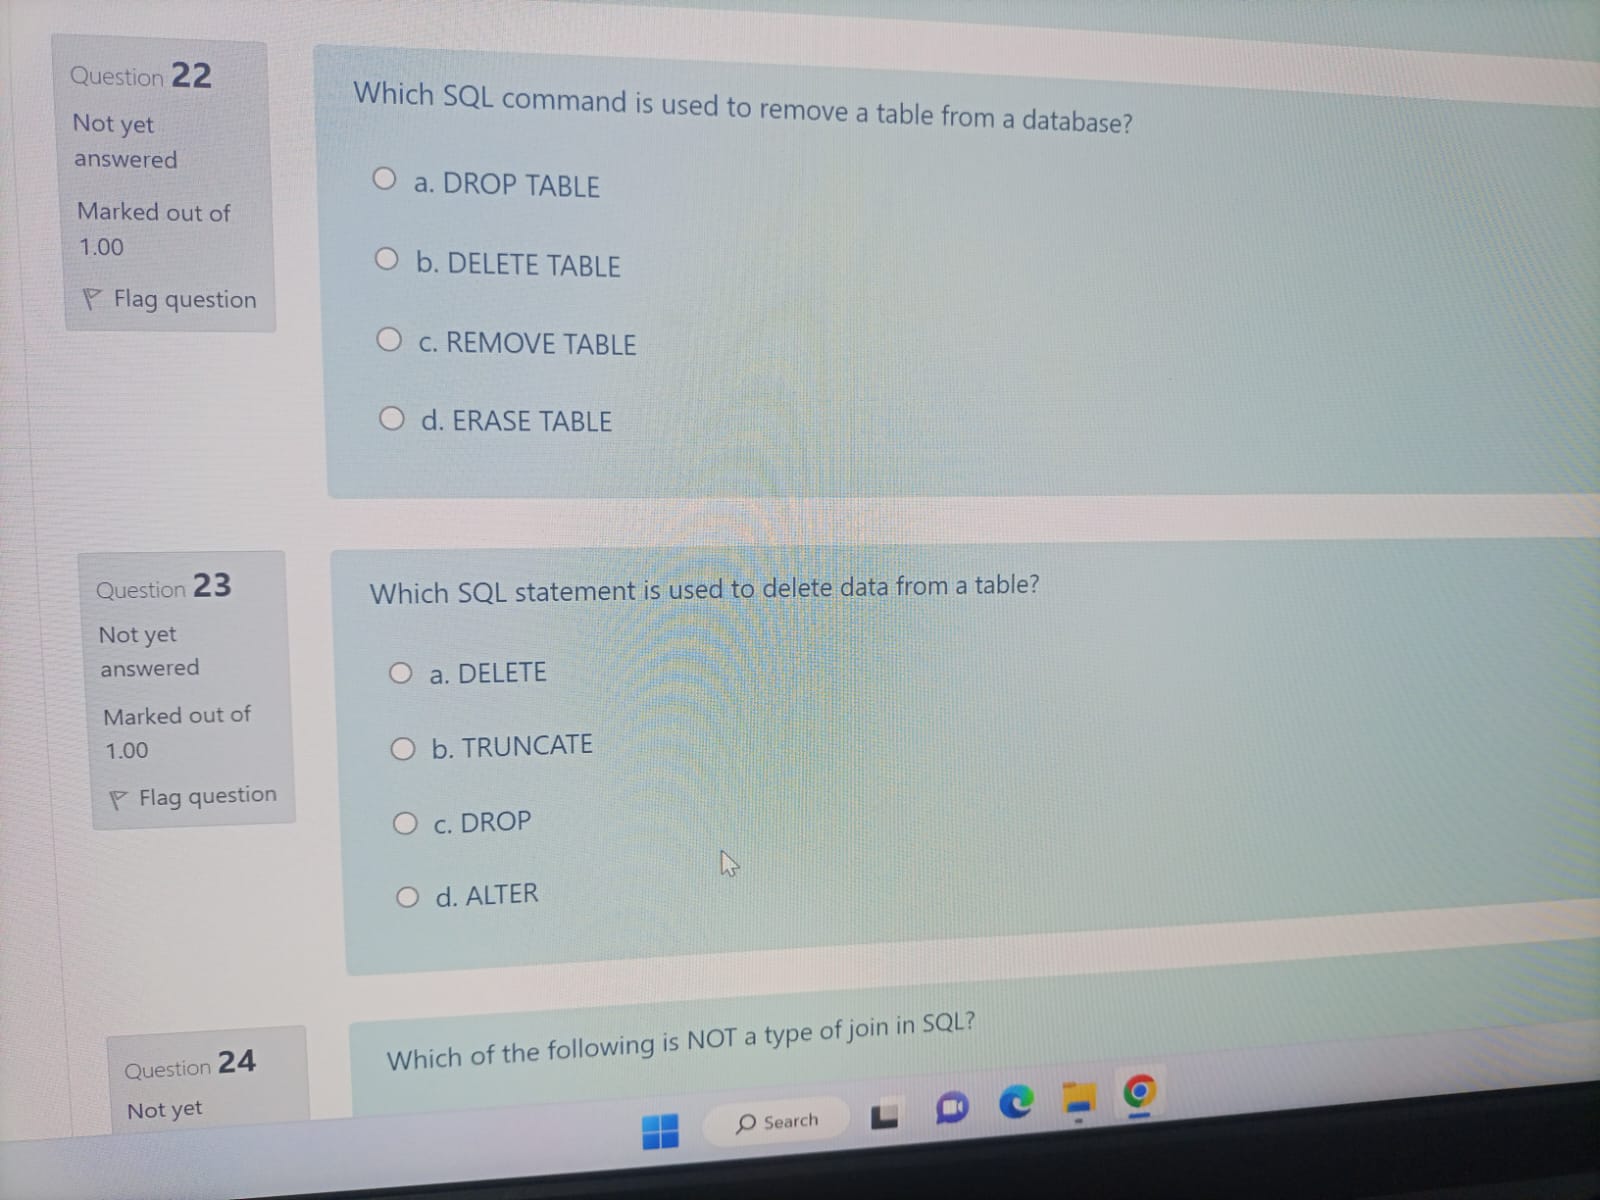 Question 22
Not yet
answered
Marked out of
1.00
Flag question
Which SQL command is used to remove a table from a database?
a. DROP TABLE
b. DELETE TABLE
c. REMOVE TABLE
d. ERASE TABLE
Question 23
Not yet
answered
Marked out of
1.00
Flag question
Which SQL statement is used to delete data from a table?
a. DELETE
b. TRUNCATE
c. DROP
d. ALTER
Question 24
Not yet
Which of the following is NOT a type of join in SQL?
Search